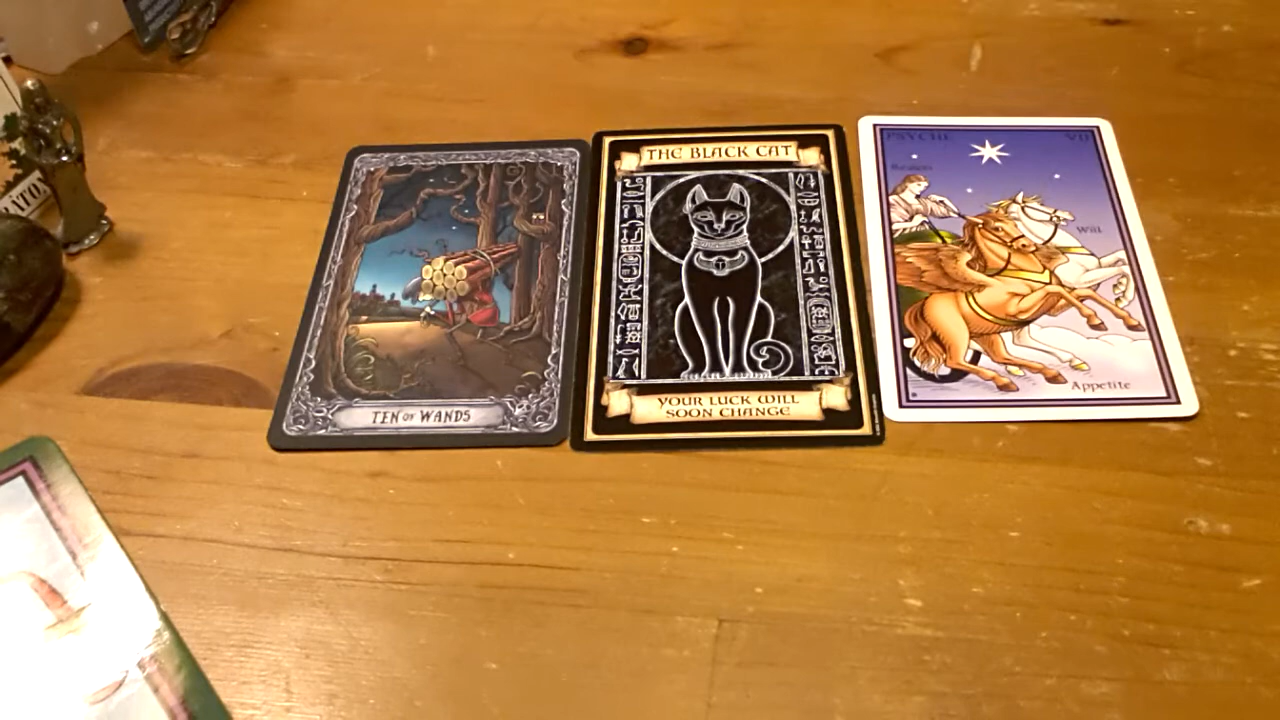 TEN OF WANDS
THE BLACK CAT
YOUR LUCK WILL
SOON CHANGE
PSYCHE VII
Reason
Will
Appetite